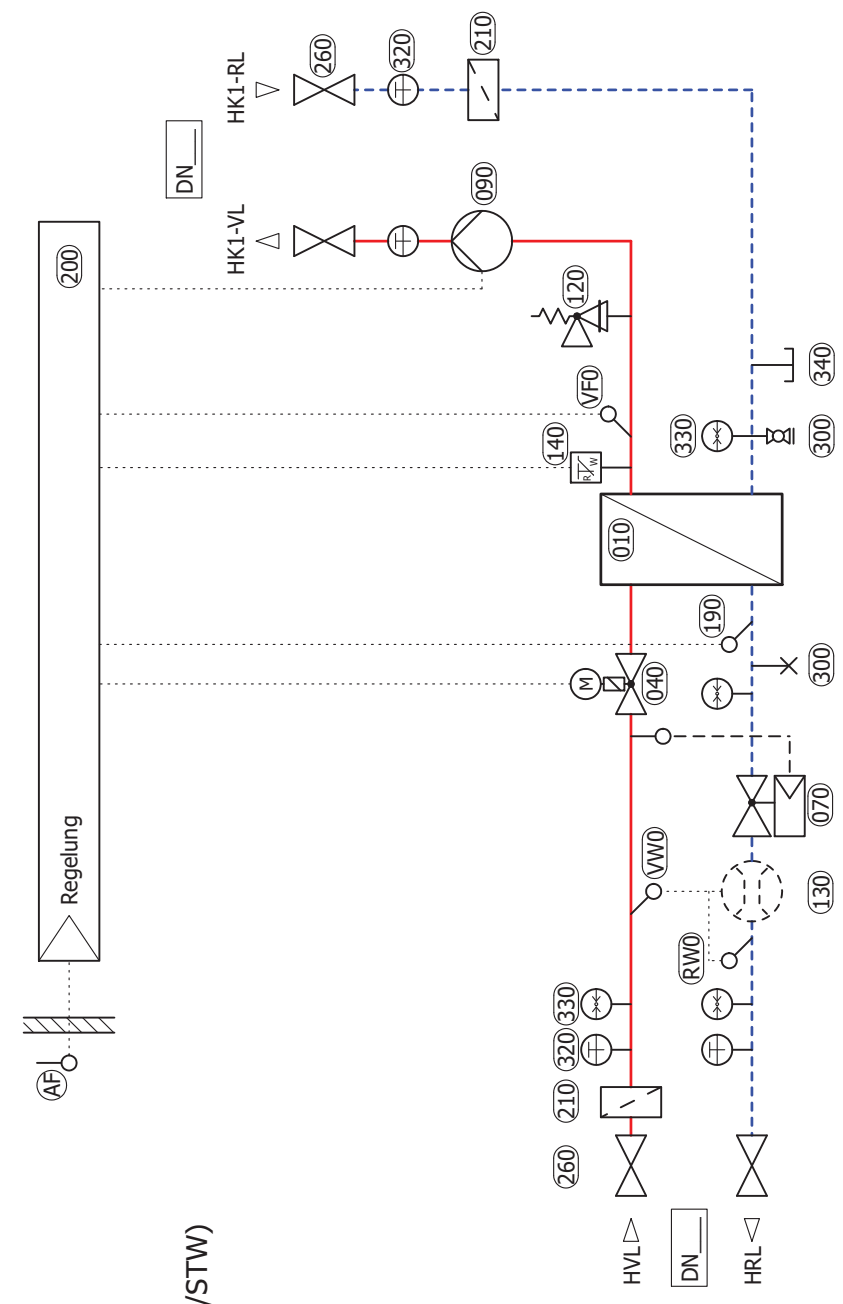 HK1-RL
260
320
210
DN__
HK1-VL
090
200
120
VF0
140
330
300
340
010
190
300
M
040
R W
070
Regelung
VW0
130
RW0
330
320
210
260
AF
HVL
DN__
HRL
/STW)